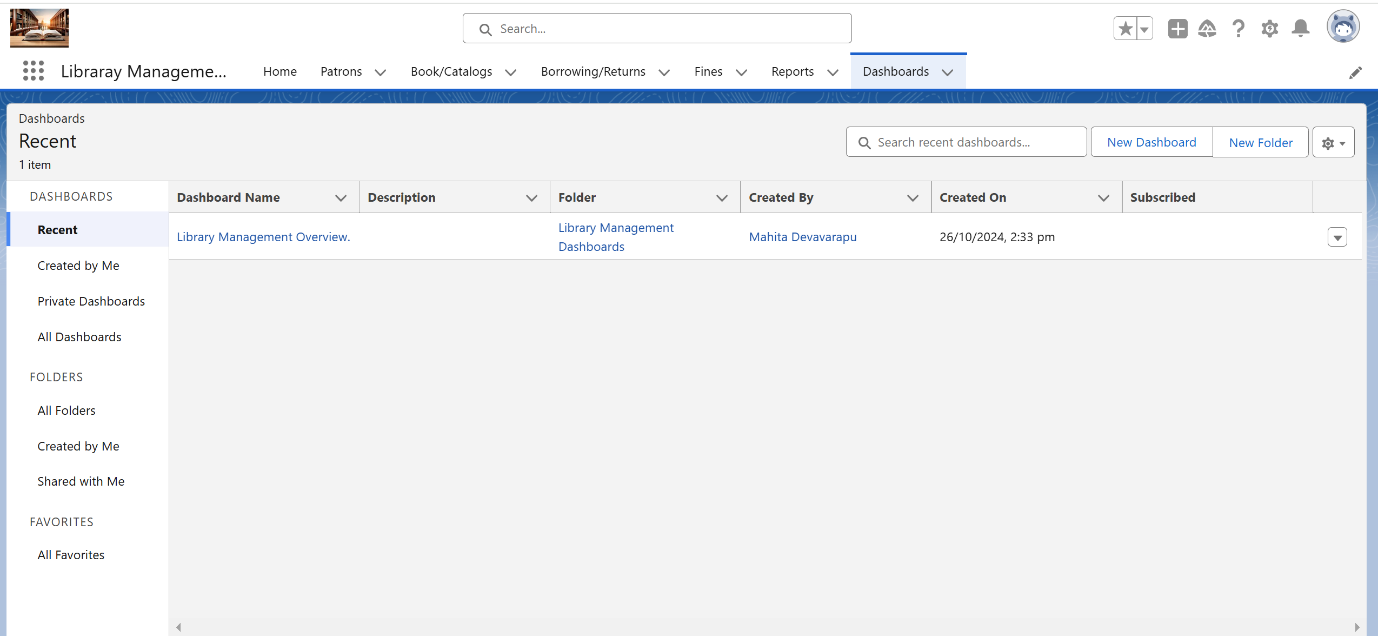 Search...
Libraray Manageme...
Home
Patrons
Book/Catalogs
Borrowing/Returns
Fines
Reports
Dashboards
Dashboards
Recent
1 item
Search recent dashboards...
New Dashboard
New Folder
DASHBOARDS
Recent
Created by Me
Private Dashboards
All Dashboards
FOLDERS
All Folders
Created by Me
Shared with Me
FAVORITES
All Favorites
Dashboard Name
Description
Folder
Created By
Created On
Subscribed
Library Management Overview.
Library Management
Dashboards
Mahita Devavarapu
26/10/2024, 2:33 pm